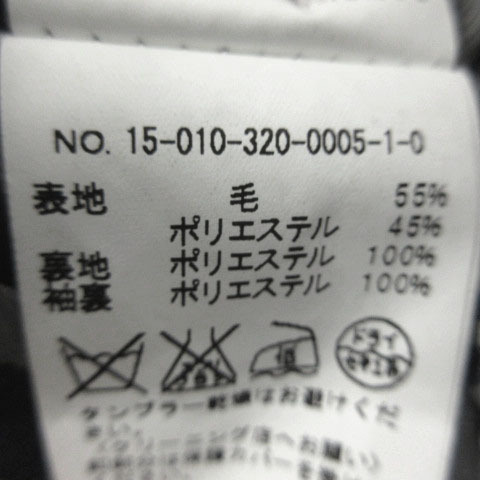 NO. 15-010-320-0005-1-0
表地 毛 55%
ポリエステル 45%
裏地 ポリエステル 100%
袖裏 ポリエステル 100%
低 ドライ
タンブラー乾燥はお避けくだ
さい。